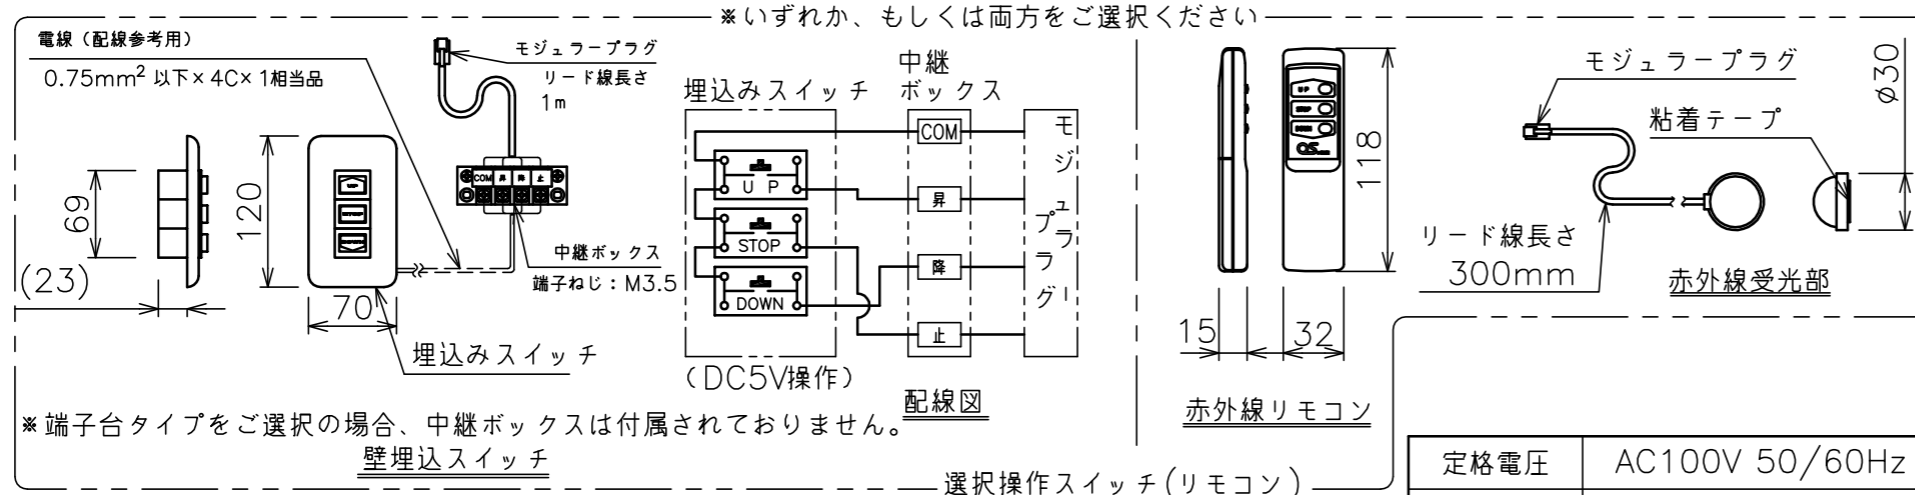 ※いずれか、もしくは両方をご選択ください
電線（配線参考用）
0.75mm² 以下×4C×1相当品
モジュラープラグ
リード線長さ
1m
69
(23)
120
70
COM 昇 降 止
中継ボックス
端子ねじ：M3.5
埋込みスイッチ
※端子台タイプをご選択の場合、中継ボックスは付属されておりません。
壁埋込スイッチ
埋込みスイッチ
中継
ボックス
モジュラープラグ
COM
UP
昇
STOP
降
DOWN
止
(DC5V操作)
配線図
UP
STOP
DOWN
OS
118
15
32
赤外線リモコン
モジュラープラグ
粘着テープ
φ30
リード線長さ
300mm
赤外線受光部
選択操作スイッチ(リモコン)
定格電圧 AC100V 50/60Hz